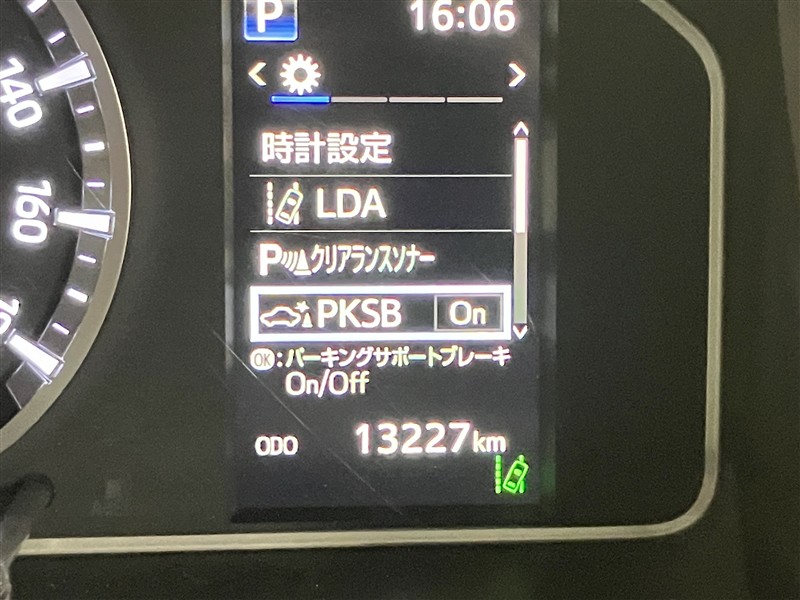 P 16:06
140
時計設定
LDA
160
Pクリアランスソナー
PKSB On
OK:パーキングサポートブレーキ
On/Off
ODO 13227km